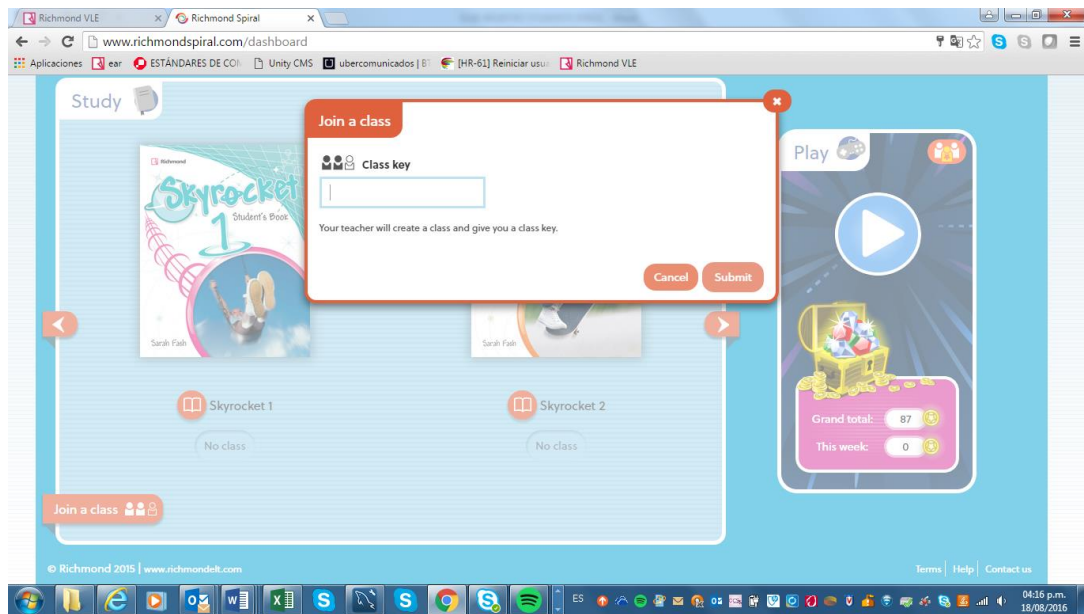 Richmond VLE
Richmond Spiral
www.richmondspiral.com/dashboard
Aplicaciones
ear
ESTÁNDARES DE CO
Unity CMS
ubercomunicados |
[HR-61] Reiniciar usu
Richmond VLE
Study
Richmond
Skyrocket
1
Student's Book
Sarah Fash
Sarah Fash
Skyrocket 1
Skyrocket 2
No class
No class
Join a class
Join a class
Class key
Your teacher will create a class and give you a class key.
Cancel
Submit
Play
Grand total:
87
This week:
0
© Richmond 2015 | www.richmondelt.com
Terms | Help | Contact us
ES
04:16 p.m.
18/08/2016